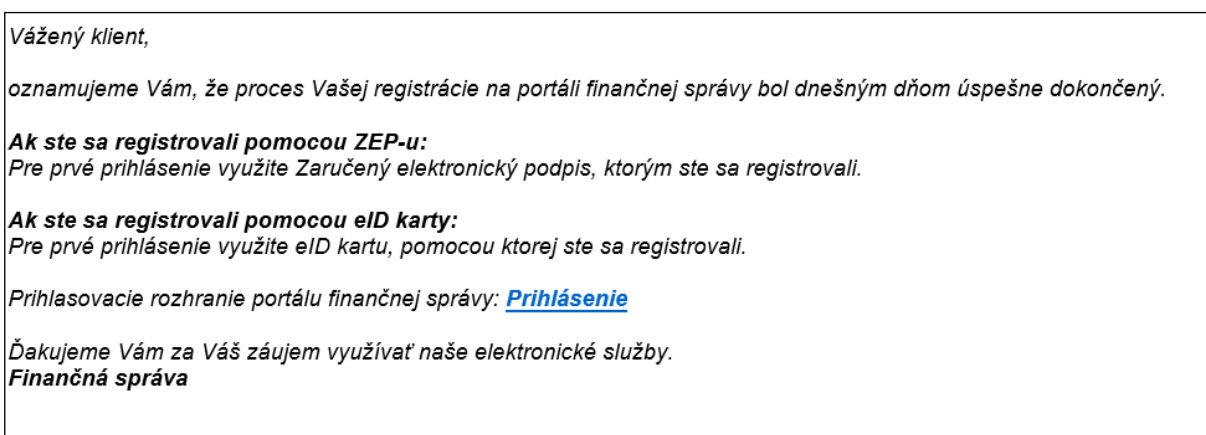 Vážený klient,
oznamujeme Vám, že proces Vašej registrácie na portáli finančnej správy bol dnešným dňom úspešne dokončený.
Ak ste sa registrovali pomocou ZEP-u:
Pre prvé prihlásenie využite Zaručený elektronický podpis, ktorým ste sa registrovali.
Ak ste sa registrovali pomocou eID karty:
Pre prvé prihlásenie využite eID kartu, pomocou ktorej ste sa registrovali.
Prihlasovacie rozhranie portálu finančnej správy: Prihlásenie
Ďakujeme Vám za Váš záujem využívať naše elektronické služby.
Finančná správa